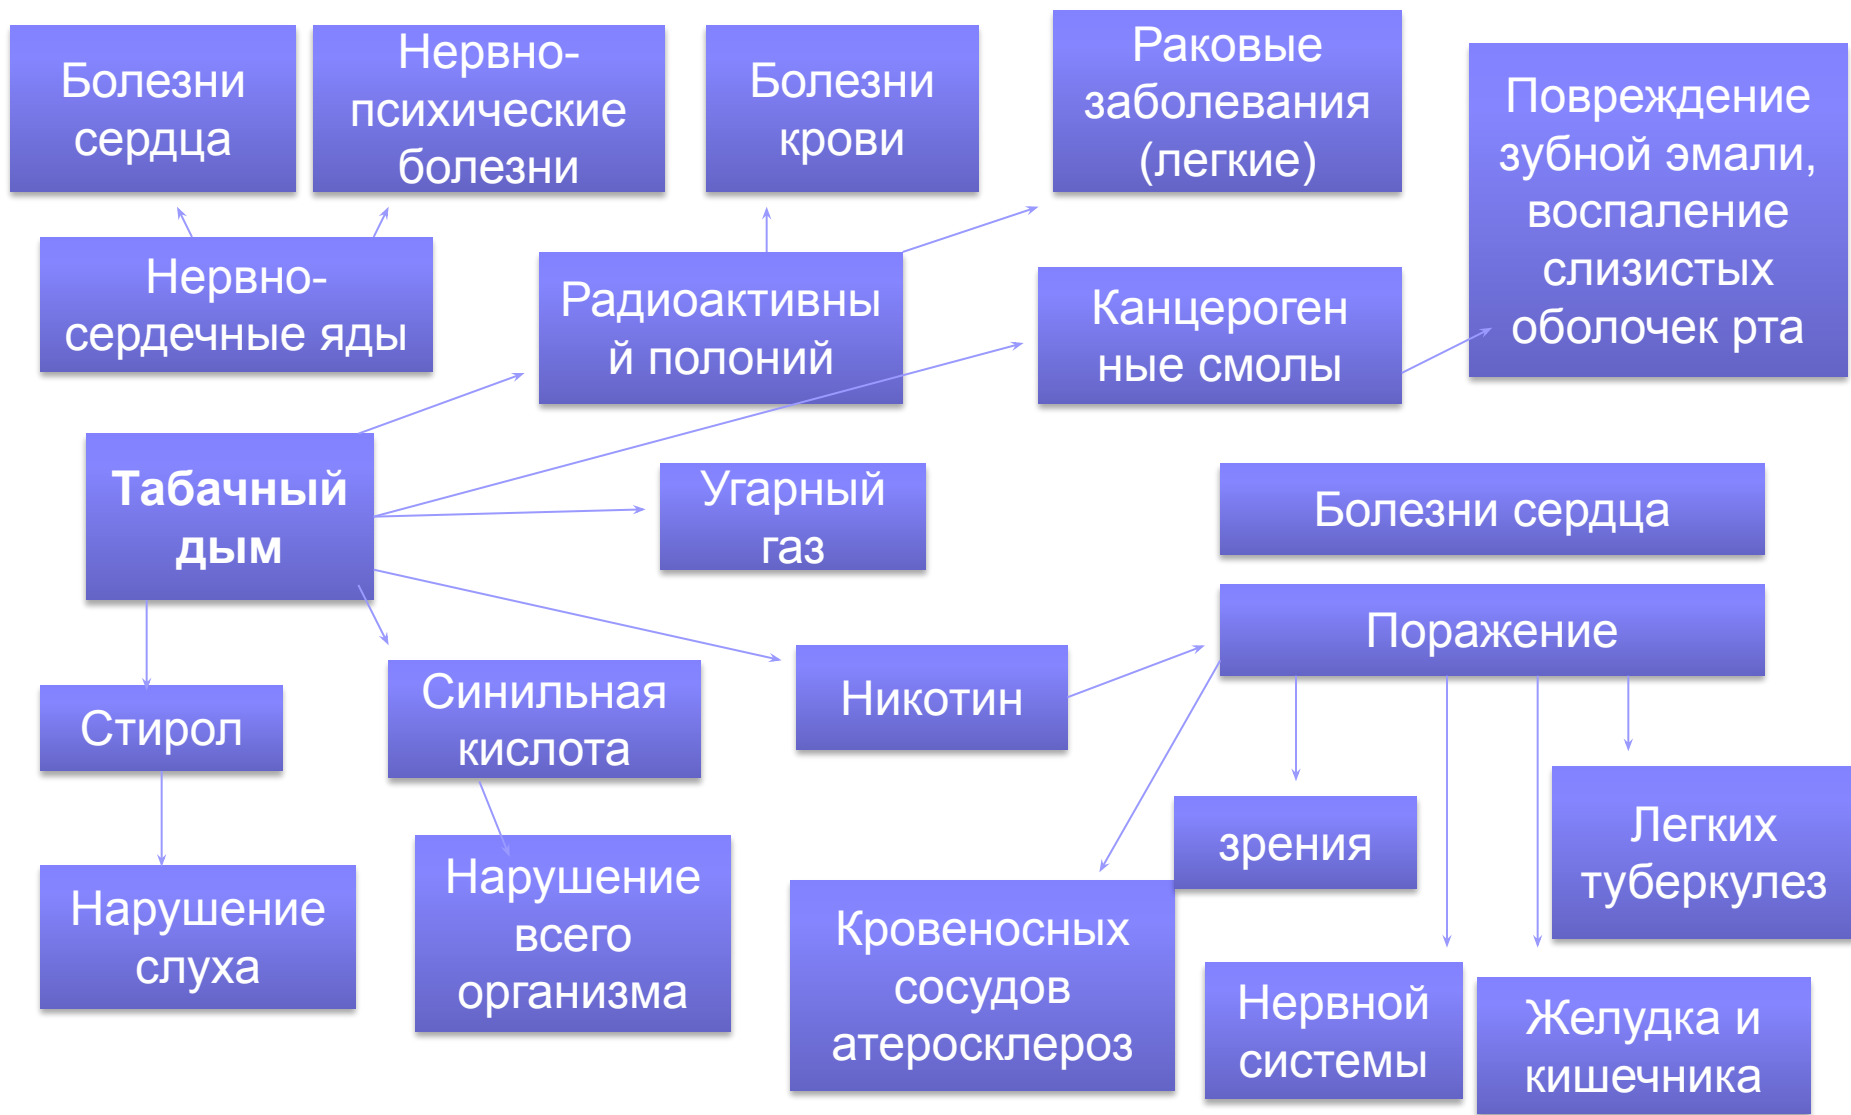 Болезни
сердца
Нервно-
психические
болезни
Болезни
крови
Раковые
заболевания
(легкие)
Повреждение
зубной эмали,
воспаление
слизистых
оболочек рта
Нервно-
сердечные яды
Радиоактивны
й полоний
Канцероген
ные смолы
Табачный
дым
Угарный
газ
Болезни сердца
Поражение
Стирол
Синильная
кислота
Никотин
зрения
Легких
туберкулез
Нарушение
слуха
Нарушение
всего
организма
Кровеносных
сосудов
атеросклероз
Нервной
системы
Желудка и
кишечника